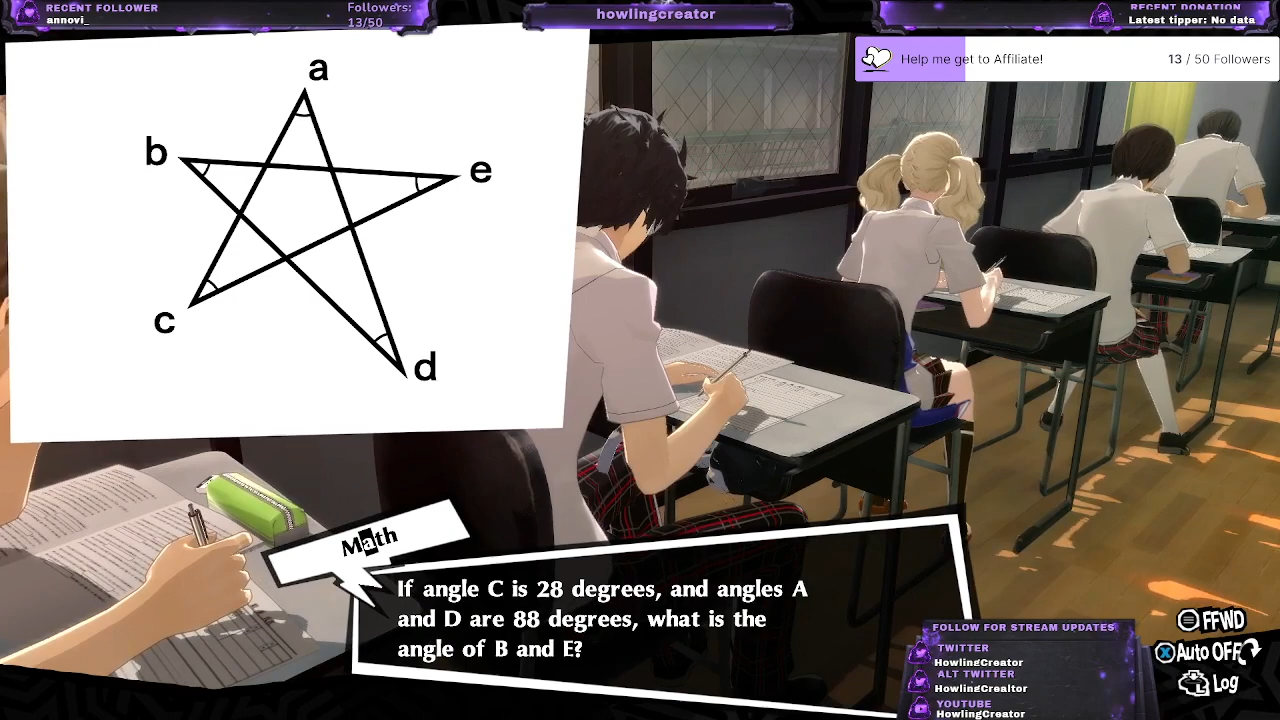 RECENT FOLLOWER
annovi_
Followers:
13/50
howlingcreator
RECENT DONATION
Latest tipper: No data
Help me get to Affiliate!
13 / 50 Followers
a
b
e
c
d
Math
If angle C is 28 degrees, and angles A
and D are 88 degrees, what is the
angle of B and E?
FOLLOW FOR STREAM UPDATES
TWITTER
HowlingCreator
ALT TWITTER
HowlingCrealtor
YOUTUBE
HowlingCreator
FFWD
Auto OFF
Log